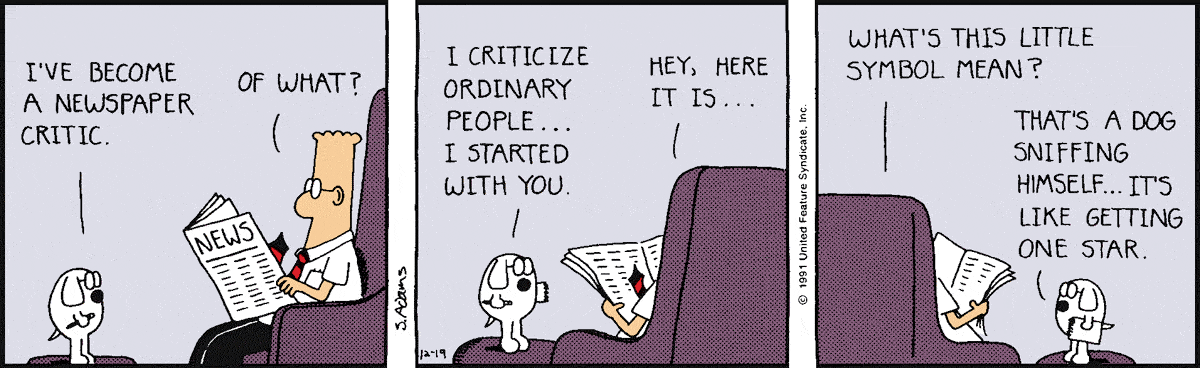 I'VE BECOME
A NEWSPAPER
CRITIC.
OF WHAT?
NEWS
I CRITICIZE
ORDINARY
PEOPLE...
I STARTED
WITH YOU.
HEY, HERE
IT IS...
S. Adams
12-19
© 1991 United Feature Syndicate, Inc.
WHAT'S THIS LITTLE
SYMBOL MEAN?
THAT'S A DOG
SNIFFING
HIMSELF... IT'S
LIKE GETTING
ONE STAR.